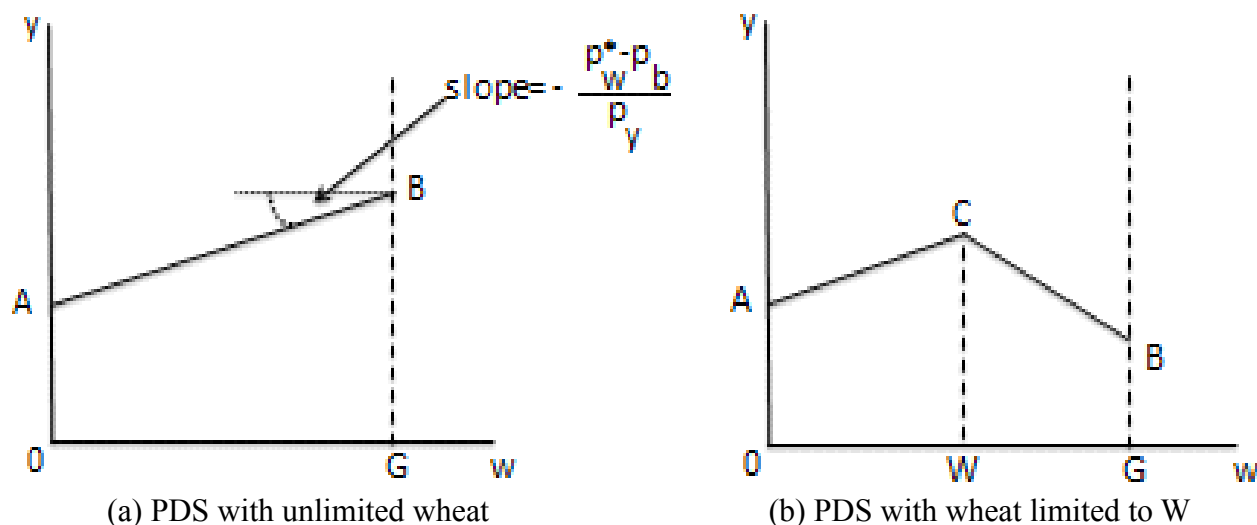 y
slope=- p*w-pb
py
B
A
0
G
w
(a) PDS with unlimited wheat
y
C
A
B
0
W
G
w
(b) PDS with wheat limited to W